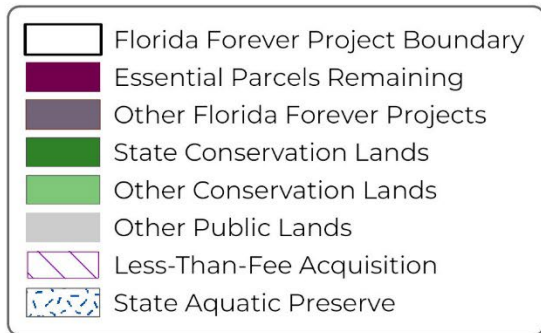 Florida Forever Project Boundary
Essential Parcels Remaining
Other Florida Forever Projects
State Conservation Lands
Other Conservation Lands
Other Public Lands
Less-Than-Fee Acquisition
State Aquatic Preserve